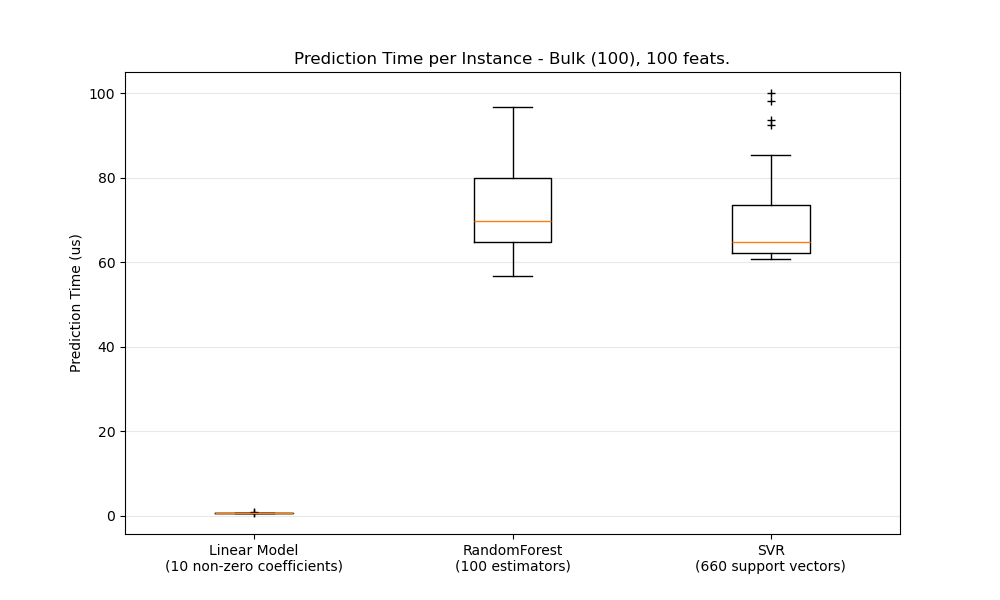 Prediction Time per Instance - Bulk (100), 100 feats.
100
80
60
40
20
0
Prediction Time (us)
Linear Model
(10 non-zero coefficients)
RandomForest
(100 estimators)
SVR
(660 support vectors)